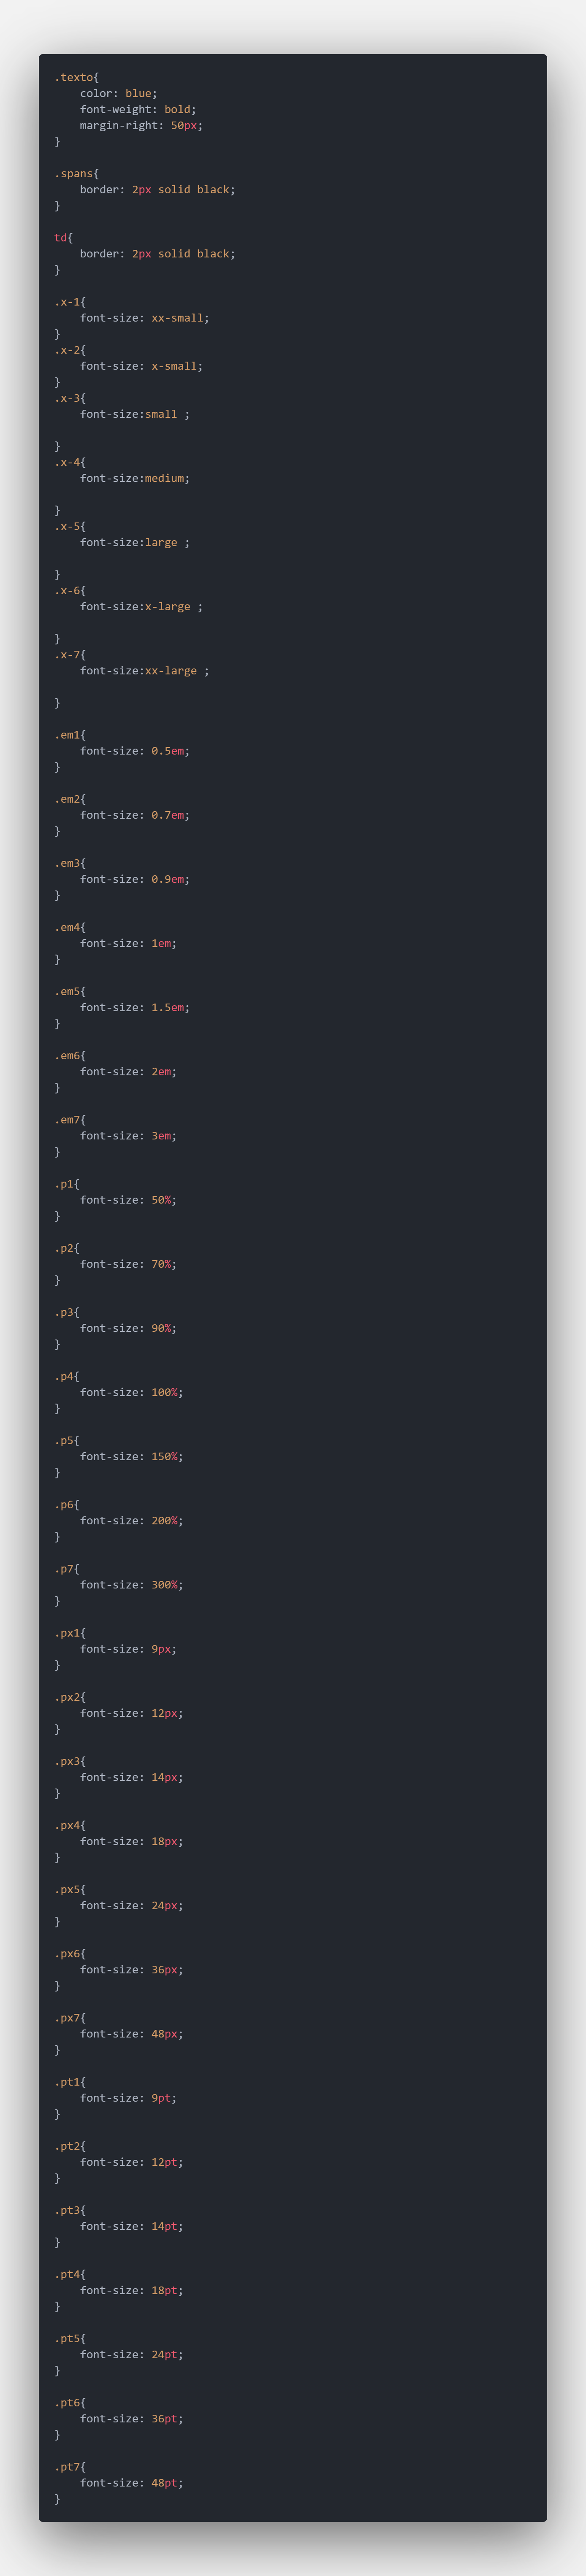 .texto{
    color: blue;
    font-weight: bold;
    margin-right: 50px;
}

.spans{
    border: 2px solid black;
}

td{
    border: 2px solid black;
}

.x-1{
    font-size: xx-small;
}
.x-2{
    font-size: x-small;
}
.x-3{
    font-size:small ;

}
.x-4{
    font-size:medium;

}
.x-5{
    font-size:large ;

}
.x-6{
    font-size:x-large ;

}
.x-7{
    font-size:xx-large ;

}

.em1{
    font-size: 0.5em;
}

.em2{
    font-size: 0.7em;
}

.em3{
    font-size: 0.9em;
}

.em4{
    font-size: 1em;
}

.em5{
    font-size: 1.5em;
}

.em6{
    font-size: 2em;
}

.em7{
    font-size: 3em;
}

.p1{
    font-size: 50%;
}

.p2{
    font-size: 70%;
}

.p3{
    font-size: 90%;
}

.p4{
    font-size: 100%;
}

.p5{
    font-size: 150%;
}

.p6{
    font-size: 200%;
}

.p7{
    font-size: 300%;
}

.px1{
    font-size: 9px;
}

.px2{
    font-size: 12px;
}

.px3{
    font-size: 14px;
}

.px4{
    font-size: 18px;
}

.px5{
    font-size: 24px;
}

.px6{
    font-size: 36px;
}

.px7{
    font-size: 48px;
}

.pt1{
    font-size: 9pt;
}

.pt2{
    font-size: 12pt;
}

.pt3{
    font-size: 14pt;
}

.pt4{
    font-size: 18pt;
}

.pt5{
    font-size: 24pt;
}

.pt6{
    font-size: 36pt;
}

.pt7{
    font-size: 48pt;
}